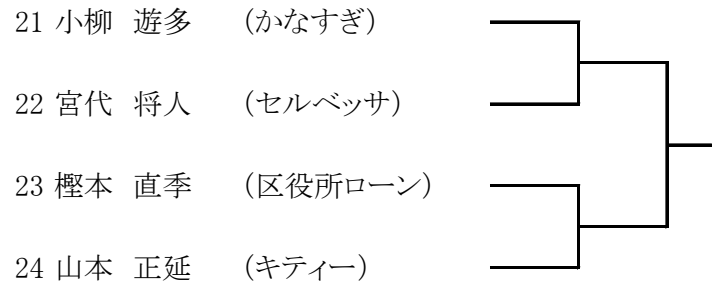 21 小柳 遊多 (かなすぎ)
22 宮代 将人 (セルベッサ)
23 樫本 直季 (区役所ローン)
24 山本 正延 (キティー)